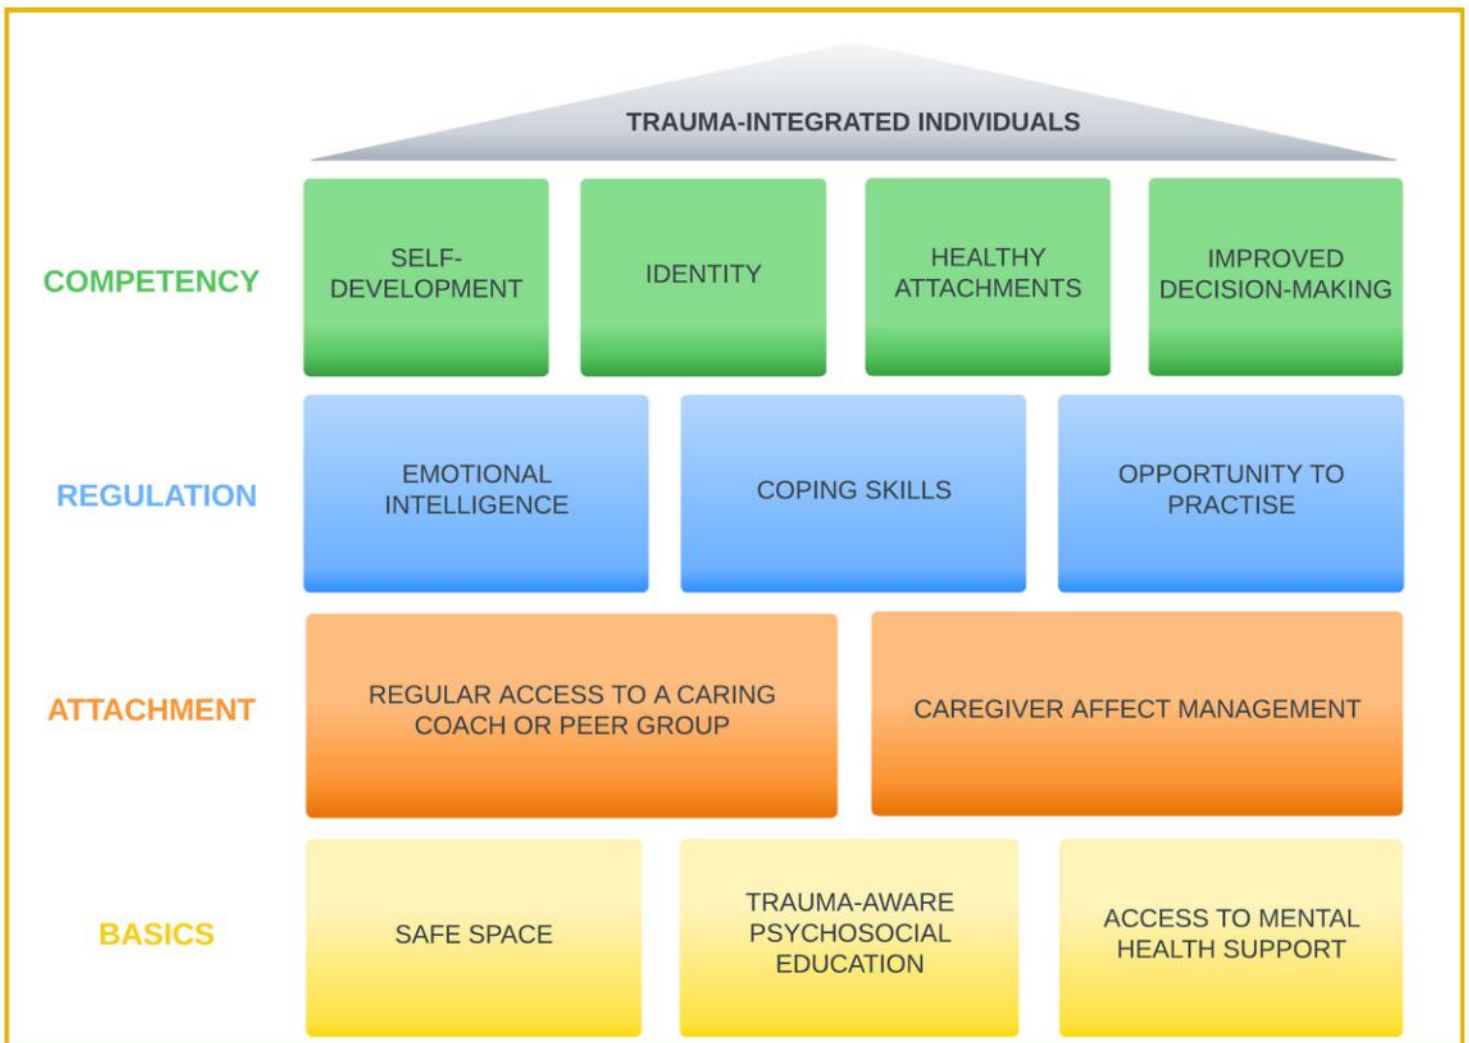 TRAUMA-INTEGRATED INDIVIDUALS
COMPETENCY
SELF-
DEVELOPMENT
IDENTITY
HEALTHY
ATTACHMENTS
IMPROVED
DECISION-MAKING
REGULATION
EMOTIONAL
INTELLIGENCE
COPING SKILLS
OPPORTUNITY TO
PRACTISE
ATTACHMENT
REGULAR ACCESS TO A CARING
COACH OR PEER GROUP
CAREGIVER AFFECT MANAGEMENT
BASICS
SAFE SPACE
TRAUMA-AWARE
PSYCHOSOCIAL
EDUCATION
ACCESS TO MENTAL
HEALTH SUPPORT